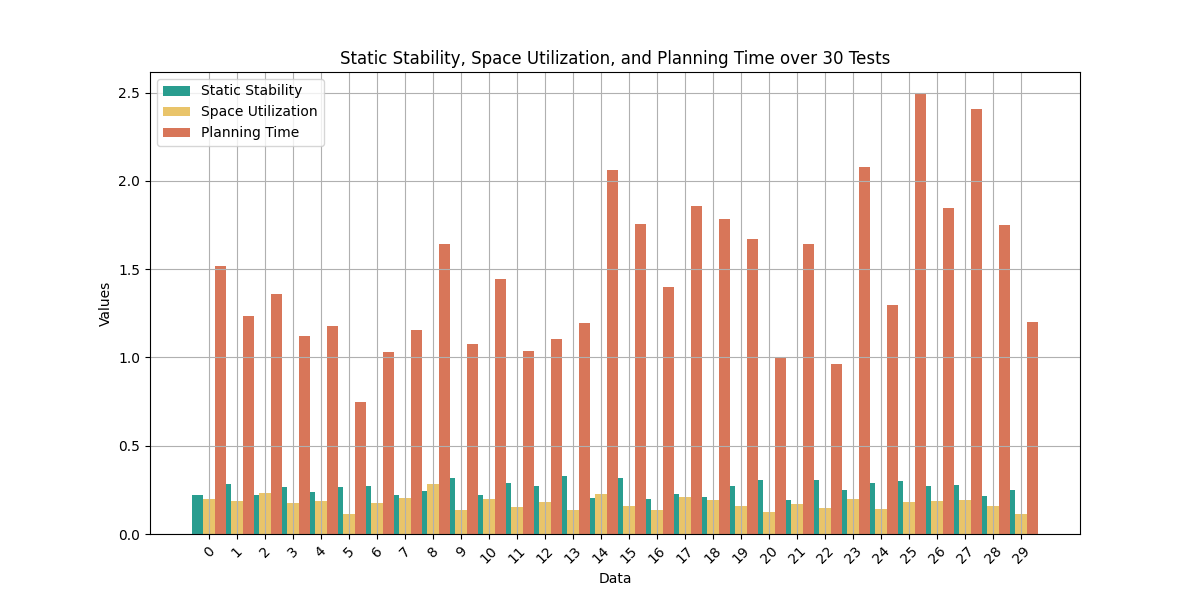 Static Stability, Space Utilization, and Planning Time over 30 Tests
Static Stability
Space Utilization
Planning Time
Values
2.5
2.0
1.5
1.0
0.5
0.0
0 1 2 3 4 5 6 7 8 9 10 11 12 13 14 15 16 17 18 19 20 21 22 23 24 25 26 27 28 29
Data